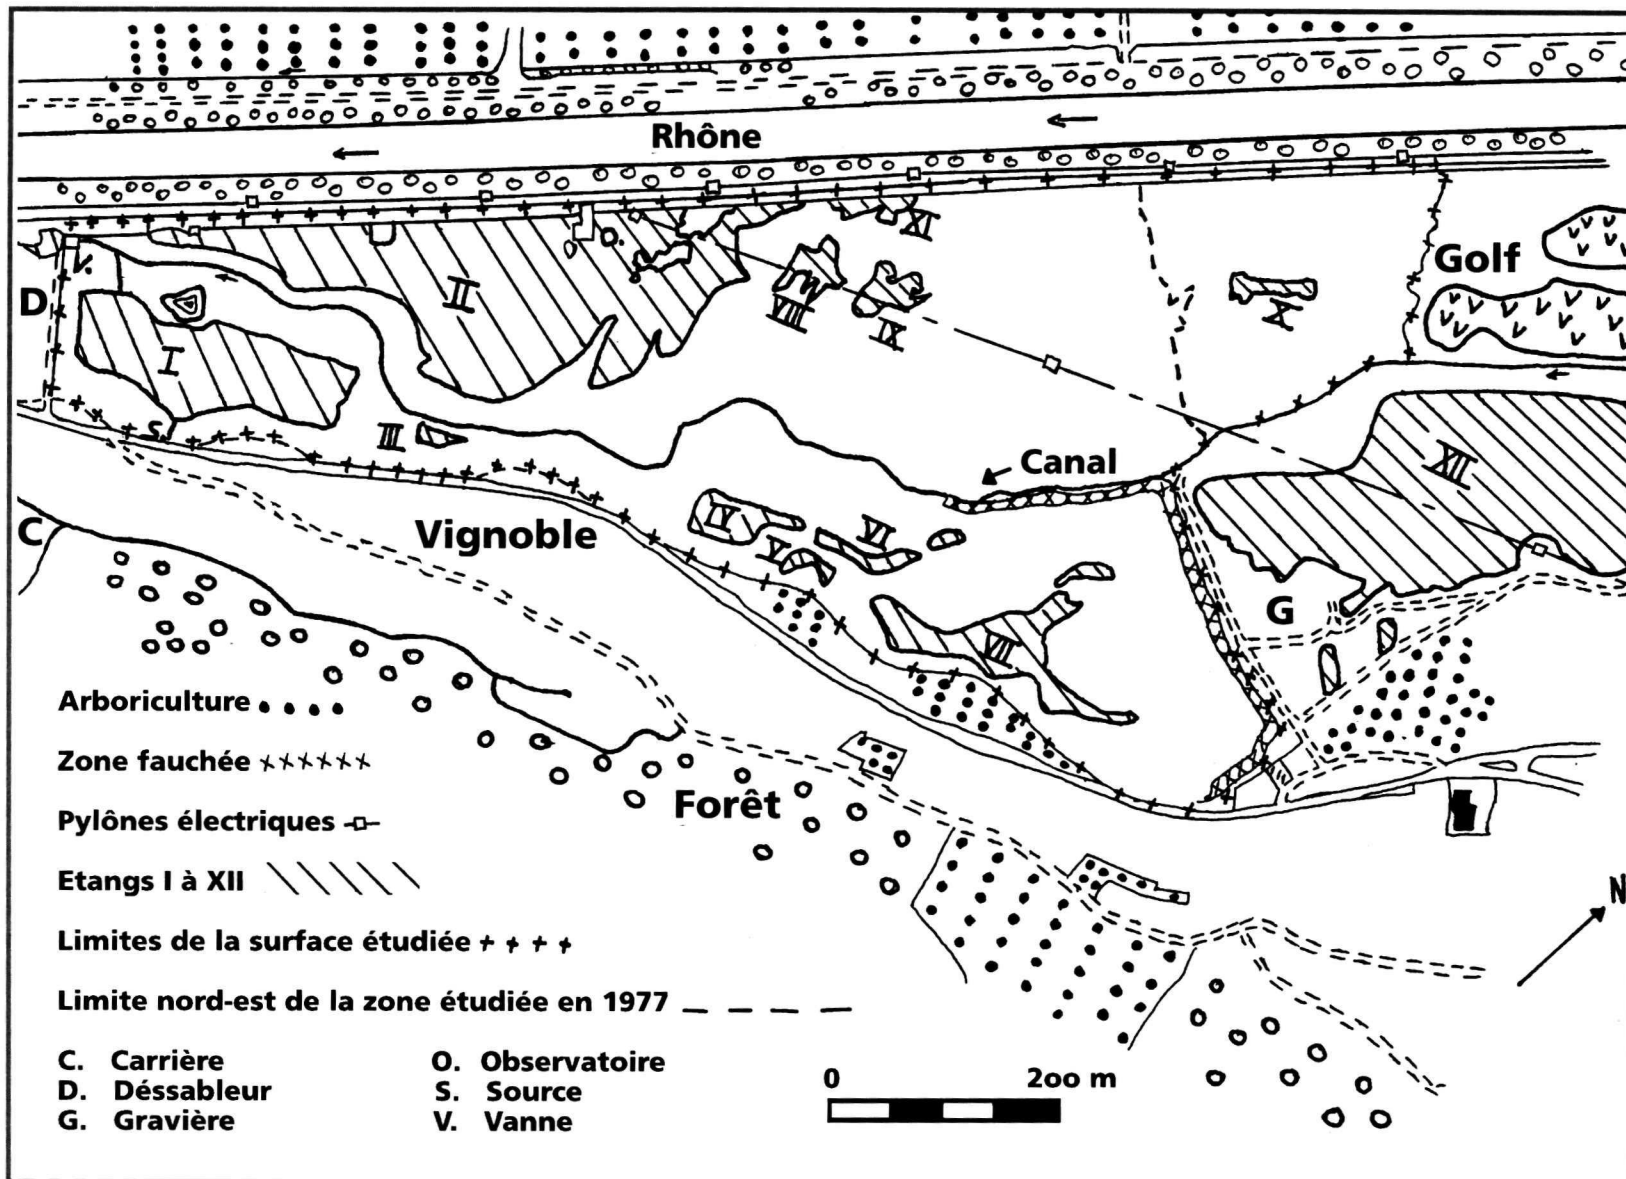 Rhône
XI
Golf
V.
O.
II
D
VIII
IX
X
I
S.
III
Canal
XII
C
Vignoble
IV
V
VI
G
VII
Arboriculture
Zone fauchée
Pylônes électriques
Forêt
Etangs I à XII
N
Limites de la surface étudiée
Limite nord-est de la zone étudiée en 1977
C. Carrière
O. Observatoire
0 200 m
D. Déssableur
S. Source
G. Gravière
V. Vanne